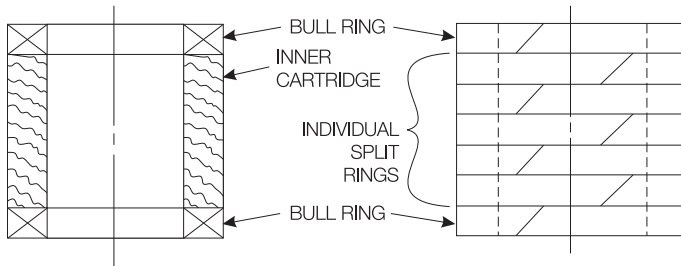 BULL RING
INNER
CARTRIDGE
INDIVIDUAL
SPLIT
RINGS
BULL RING